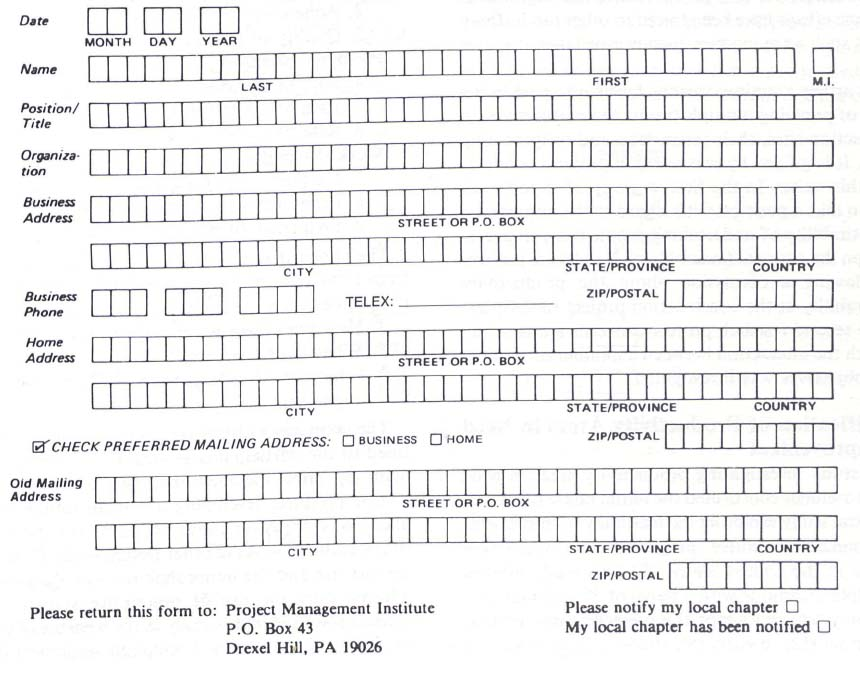 Date
MONTH DAY YEAR
Name
LAST FIRST M.I.
Position/
Title
Organiza-
tion
Business
Address
STREET OR P.O. BOX
CITY STATE/PROVINCE COUNTRY
Business
Phone TELEX: ZIP/POSTAL
Home
Address
STREET OR P.O. BOX
CITY STATE/PROVINCE COUNTRY
CHECK PREFERRED MAILING ADDRESS: BUSINESS HOME ZIP/POSTAL
Old Mailing
Address
STREET OR P.O. BOX
CITY STATE/PROVINCE COUNTRY
ZIP/POSTAL
Please return this form to: Project Management Institute
P.O. Box 43
Drexel Hill, PA 19026
Please notify my local chapter
My local chapter has been notified